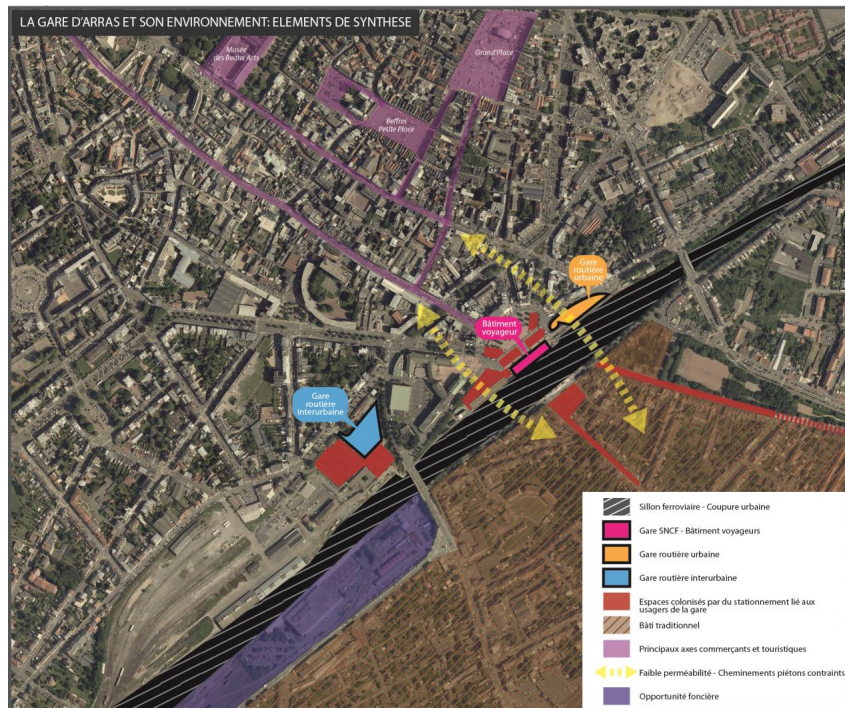 LA GARE D'ARRAS ET SON ENVIRONNEMENT: ELEMENTS DE SYNTHESE
Musée
des Beaux Arts
Grand'Place
Beffroi
Petite Place
Gare
routière
urbaine
Bâtiment
voyageur
Gare
routière
interurbaine
Sillon ferroviaire - Coupure urbaine
Gare SNCF - Bâtiment voyageurs
Gare routière urbaine
Gare routière interurbaine
Espaces colonisés par du stationnement lié aux
usagers de la gare
Bâti traditionnel
Principaux axes commerçants et touristiques
Faible perméabilité - Cheminements piétons contraints
Opportunité foncière